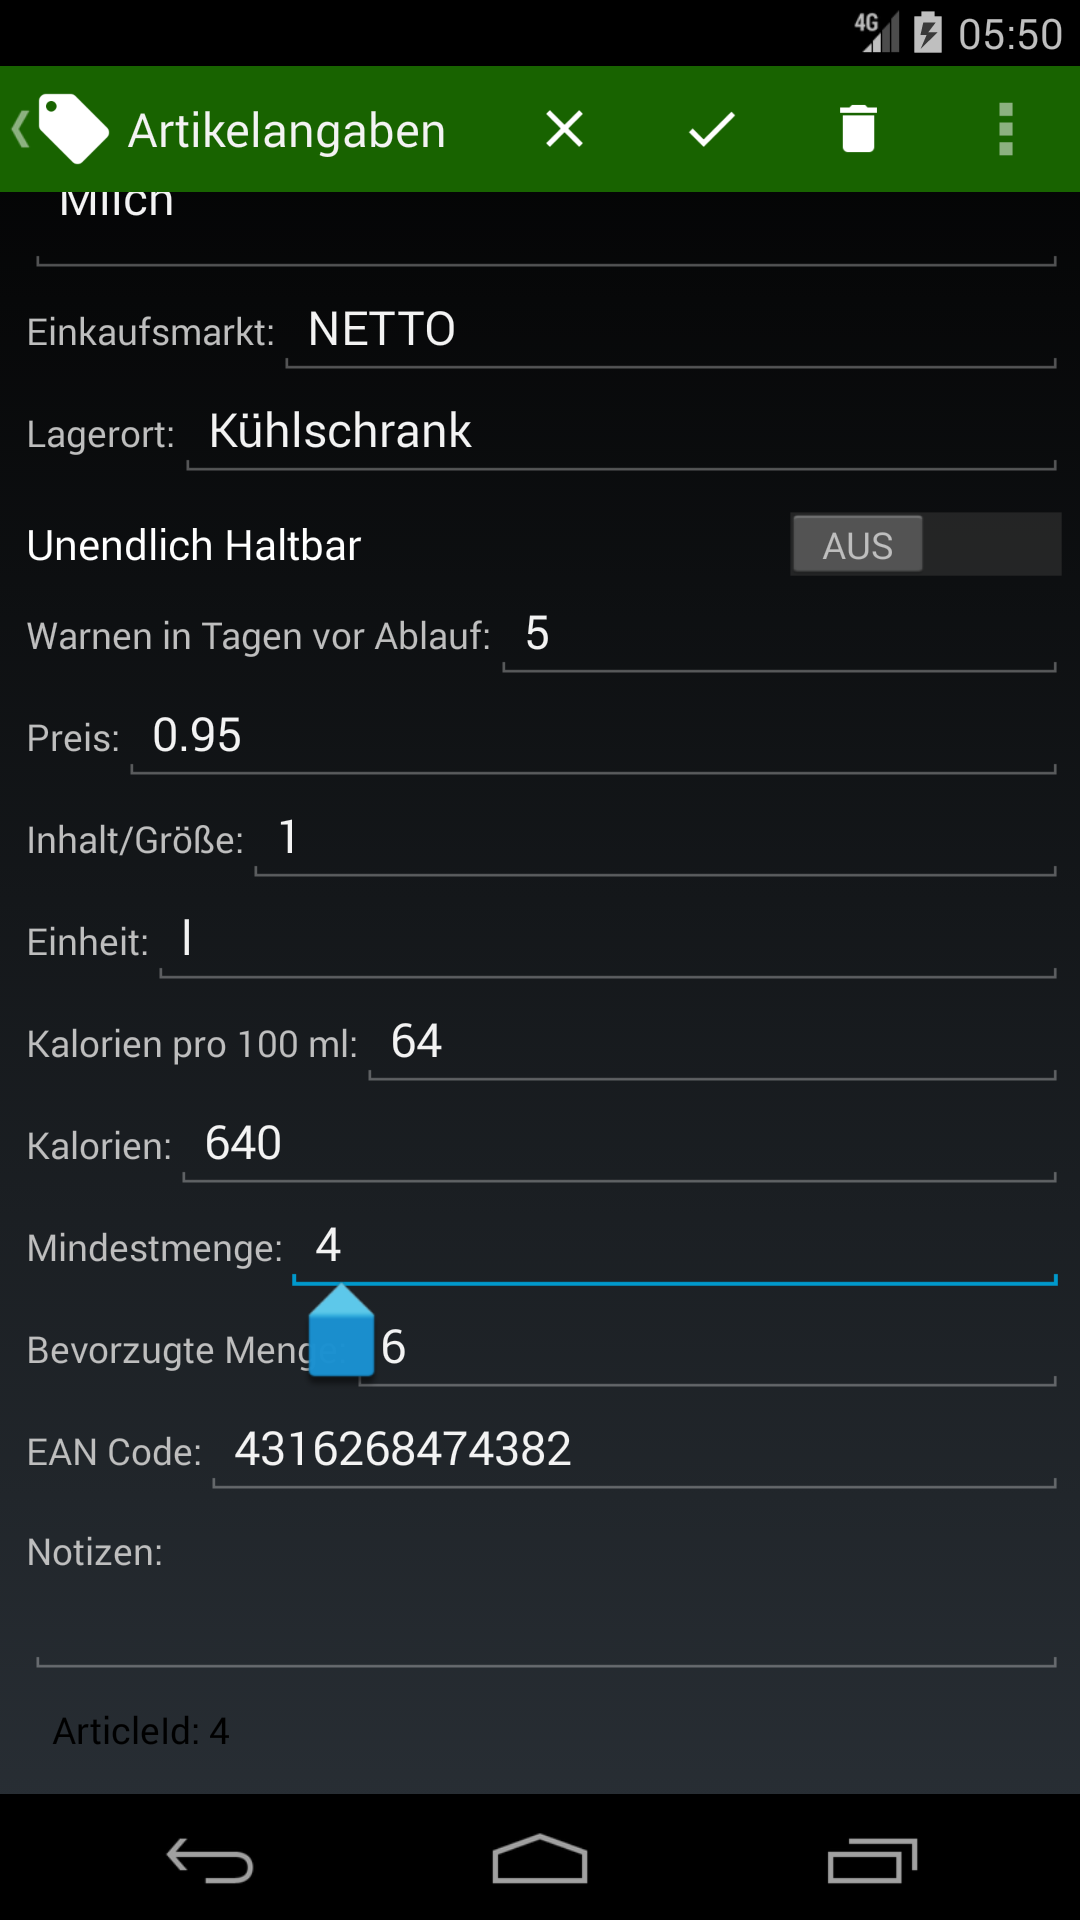 4G 05:50
Artikelangaben
Milch
Einkaufsmarkt: NETTO
Lagerort: Kühlschrank
Unendlich Haltbar AUS
Warnen in Tagen vor Ablauf: 5
Preis: 0.95
Inhalt/Größe: 1
Einheit: l
Kalorien pro 100 ml: 64
Kalorien: 640
Mindestmenge: 4
Bevorzugte Menge: 6
EAN Code: 4316268474382
Notizen:
ArticleId: 4